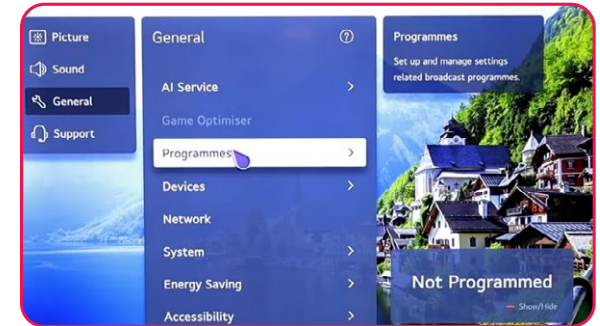 Picture
Sound
General
Support
General
AI Service
Game Optimiser
Programmes
Devices
Network
System
Energy Saving
Accessibility
Programmes
Set up and manage settings
related broadcast programmes.
Not Programmed
Show/Hide